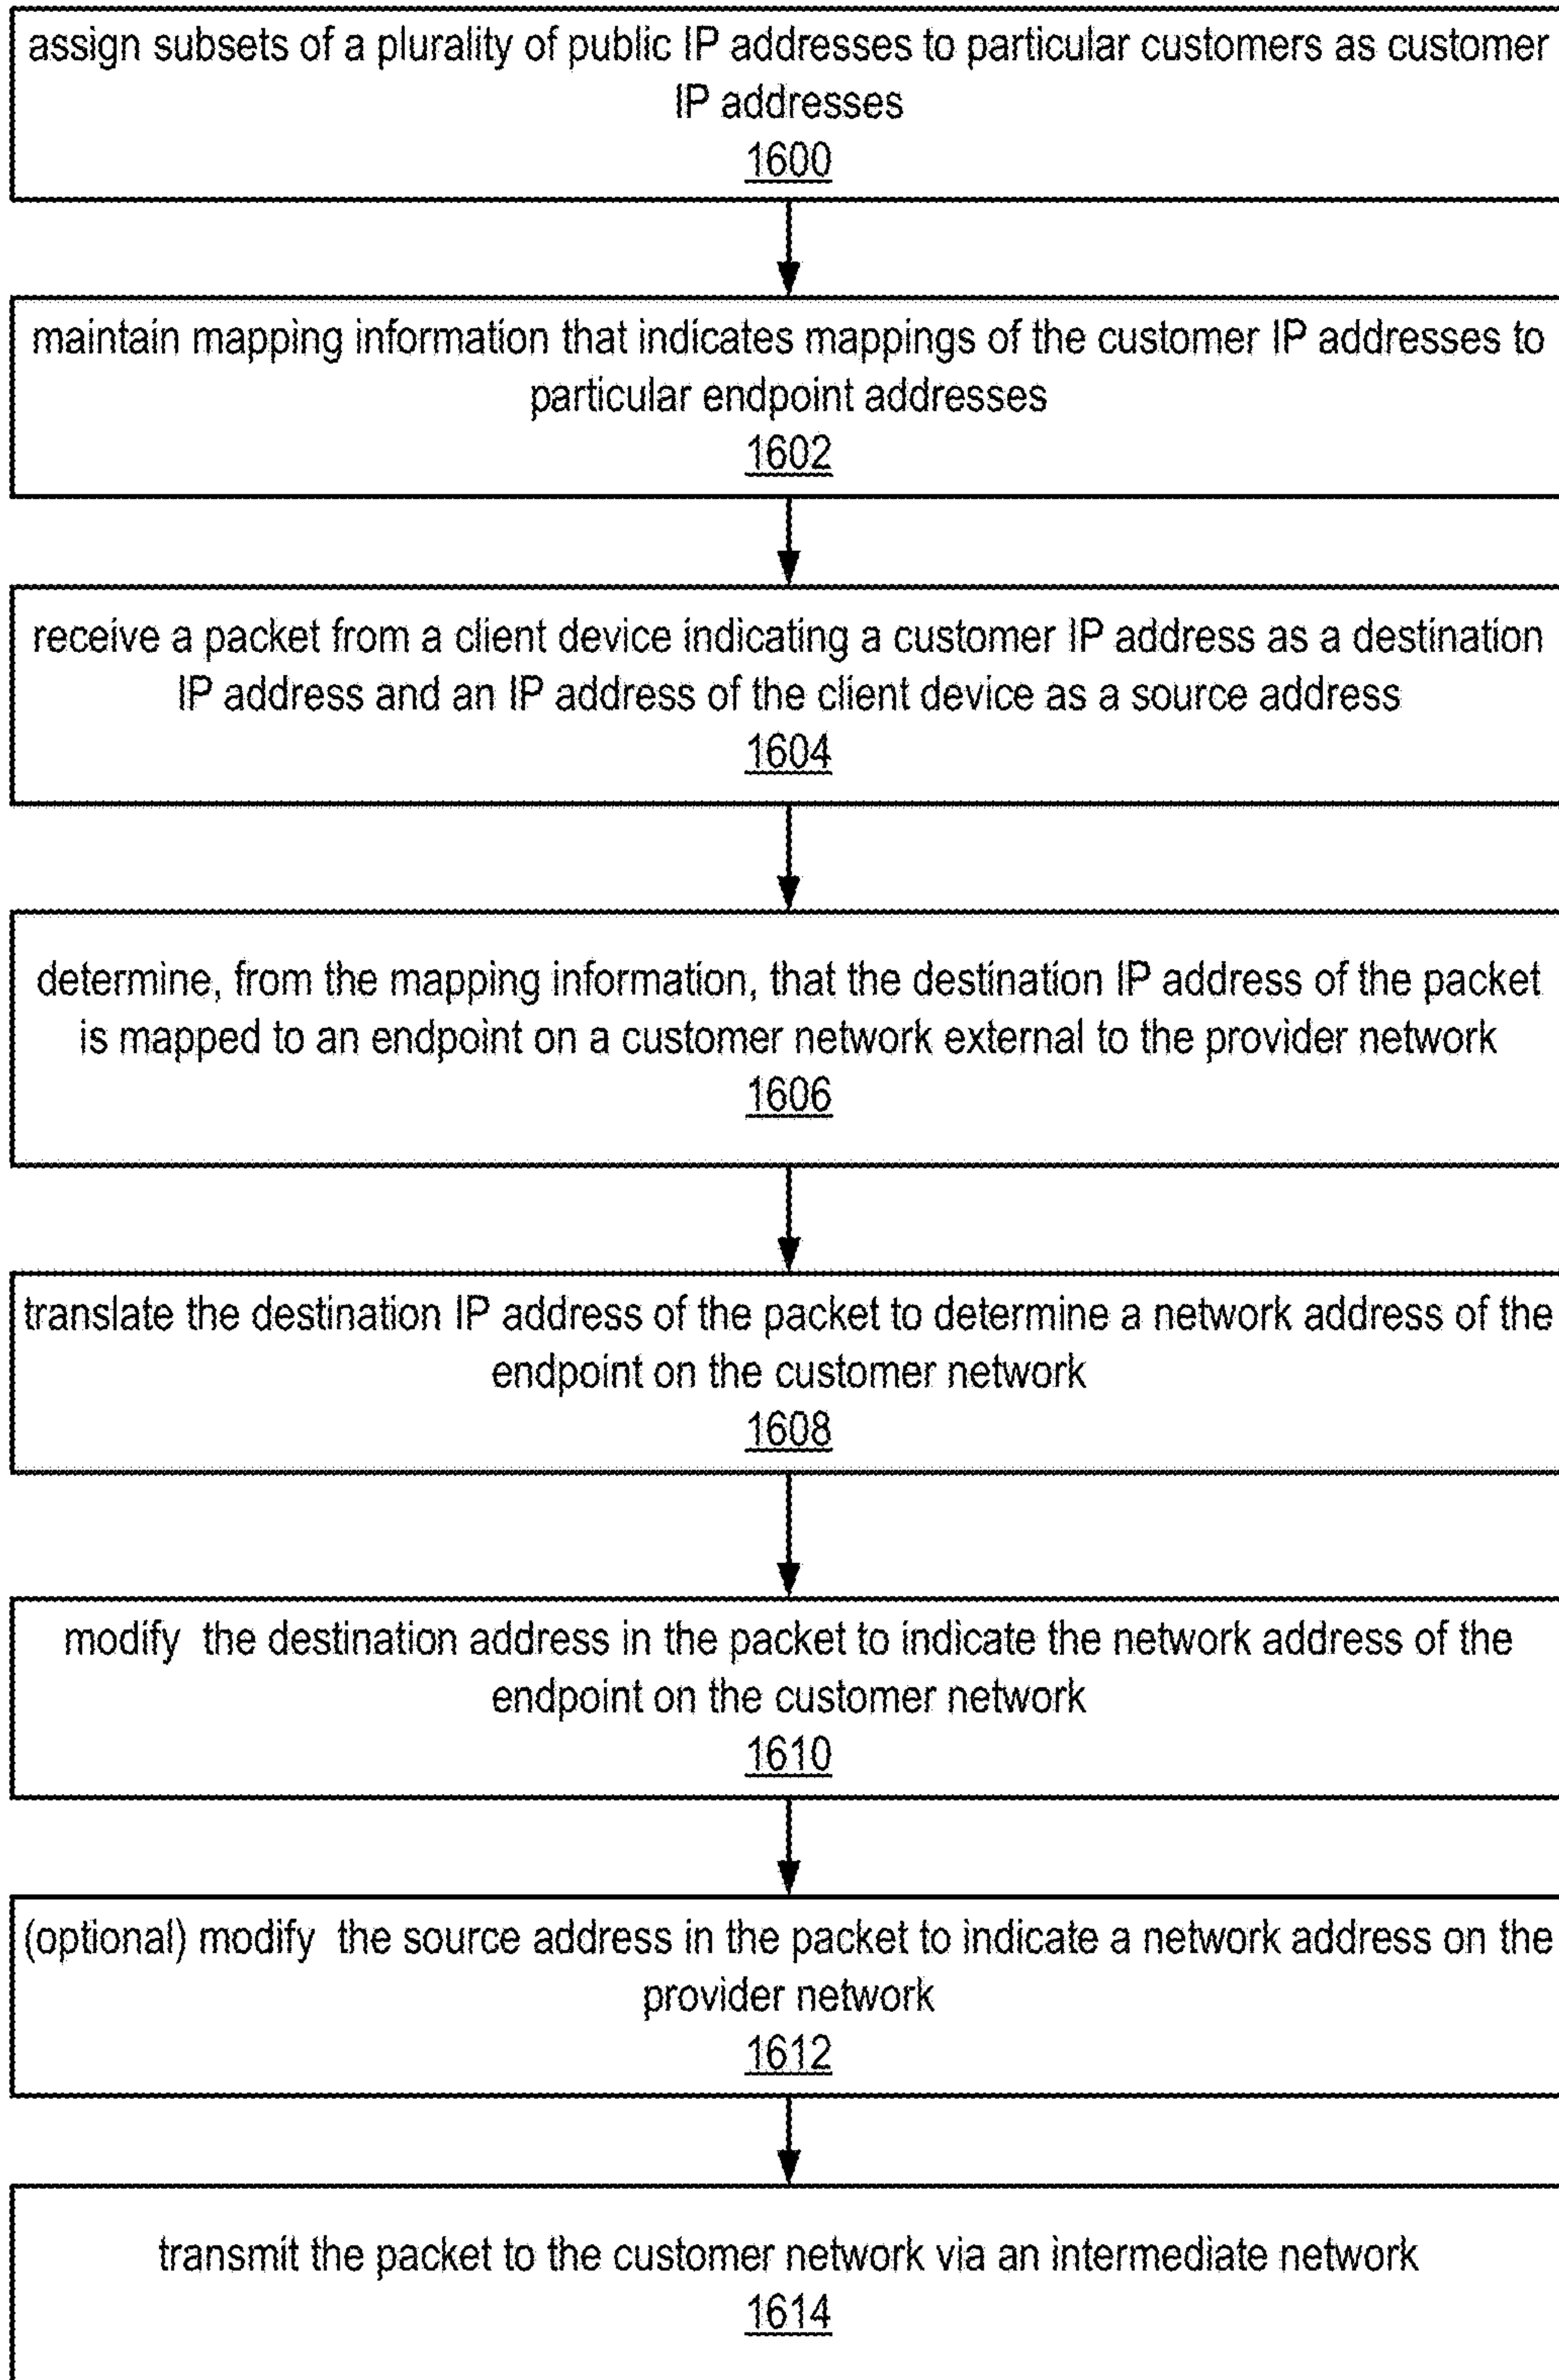 assign subsets of a plurality of public IP addresses to particular customers as customer
IP addresses
1600
maintain mapping information that indicates mappings of the customer IP addresses to
particular endpoint addresses
1602
receive a packet from a client device indicating a customer IP address as a destination
IP address and an IP address of the client device as a source address
1604
determine, from the mapping information, that the destination IP address of the packet
is mapped to an endpoint on a customer network external to the provider network
1606
translate the destination IP address of the packet to determine a network address of the
endpoint on the customer network
1608
modify the destination address in the packet to indicate the network address of the
endpoint on the customer network
1610
(optional) modify the source address in the packet to indicate a network address on the
provider network
1612
transmit the packet to the customer network via an intermediate network
1614